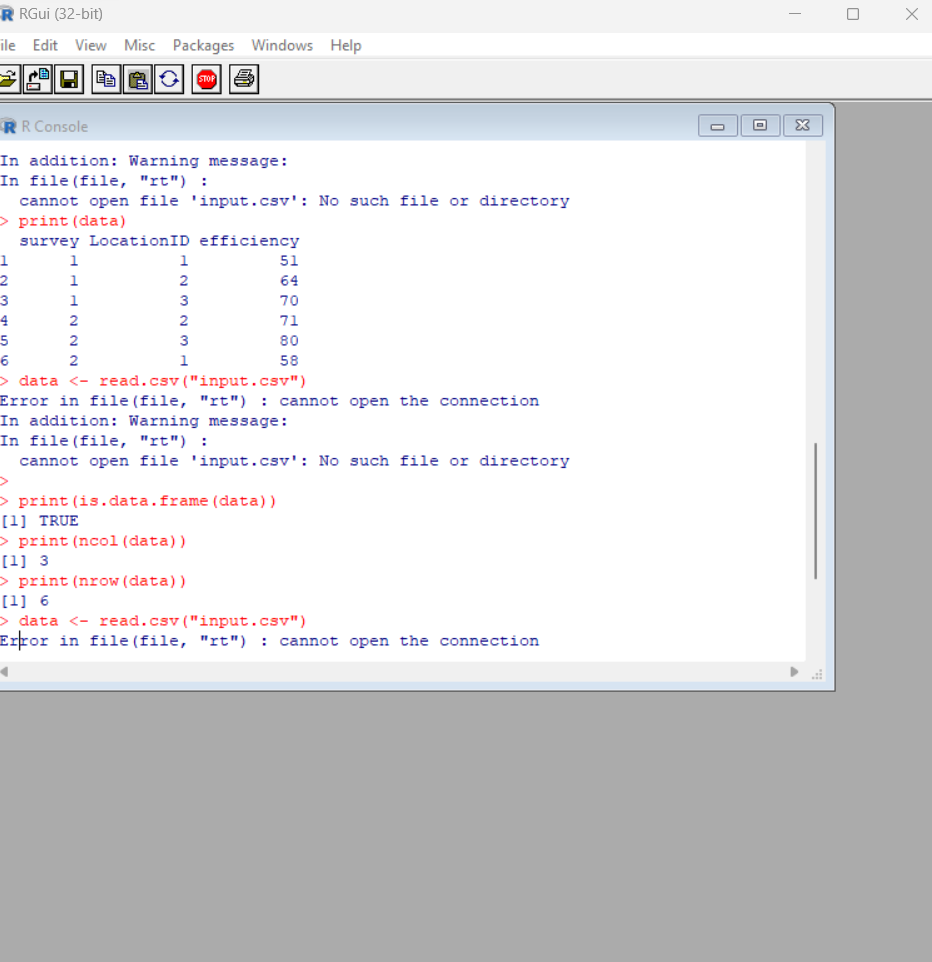 RGui (32-bit)
ile Edit View Misc Packages Windows Help
STOP
R Console
In addition: Warning message:
In file(file, "rt") :
  cannot open file 'input.csv': No such file or directory
> print(data)
  survey LocationID efficiency
1      1          1         51
2      1          2         64
3      1          3         70
4      2          2         71
5      2          3         80
6      2          1         58
> data <- read.csv("input.csv")
Error in file(file, "rt") : cannot open the connection
In addition: Warning message:
In file(file, "rt") :
  cannot open file 'input.csv': No such file or directory
>
> print(is.data.frame(data))
[1] TRUE
> print(ncol(data))
[1] 3
> print(nrow(data))
[1] 6
> data <- read.csv("input.csv")
Error in file(file, "rt") : cannot open the connection